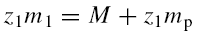 z₁m₁ = M + z₁mₚ